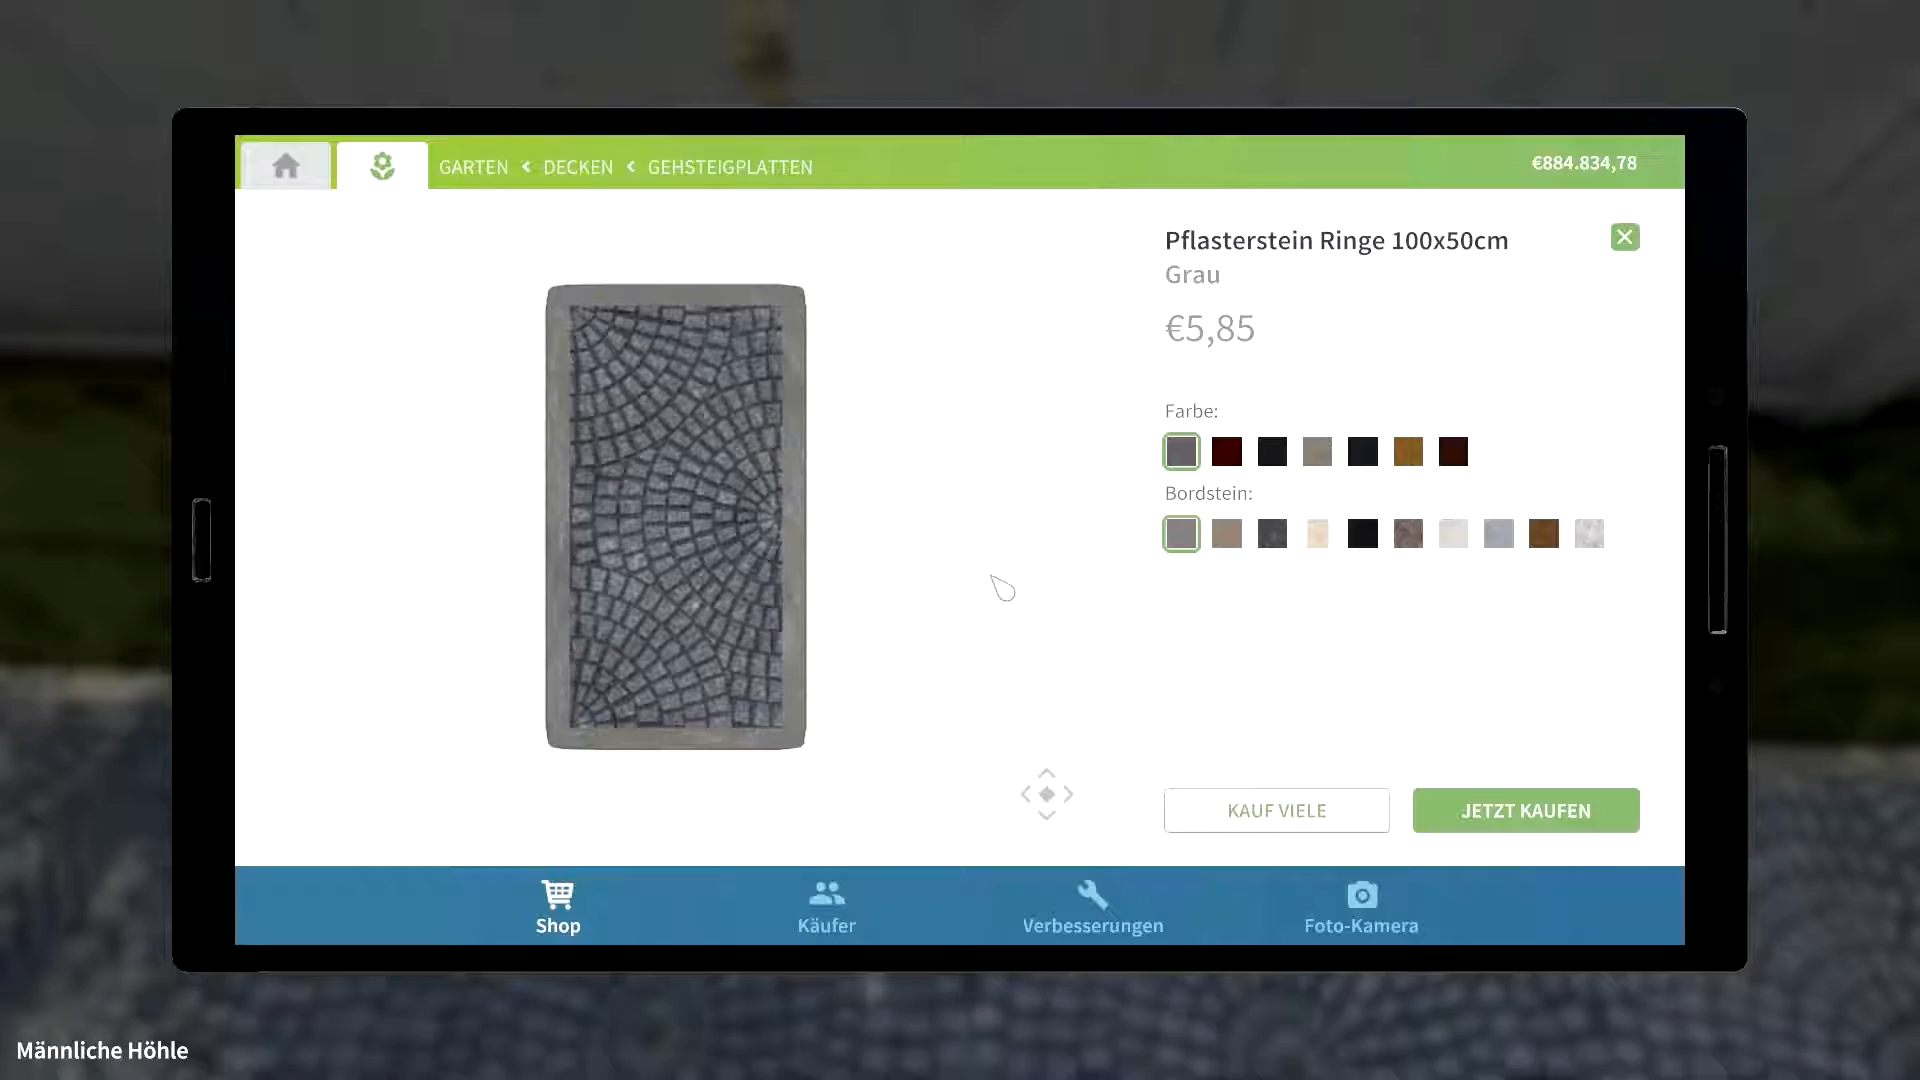 GARTEN < DECKEN < GEHSTEIGPLATTEN
€884.834,78
Pflasterstein Ringe 100x50cm
Grau
€5,85
Farbe:
Bordstein:
KAUF VIELE
JETZT KAUFEN
Shop
Käufer
Verbesserungen
Foto-Kamera
Männliche Höhle